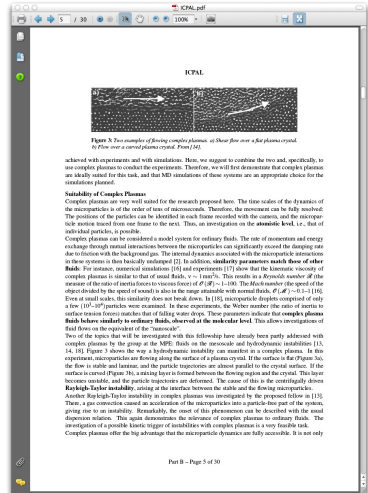 ICPAL.pdf
5 / 30
100%
ICPAL
Figure 3: Two examples of flowing complex plasmas. a) Shear flow over a flat plasma crystal.
b) Flow over a curved plasma crystal. From [34].
achieved with experiments and with simulations. Here, we suggest to combine the two and, specifically, to
use complex plasmas to conduct the experiments. Therefore, we will first demonstrate that complex plasmas
are ideally suited for this task, and that MD simulations of these systems are an appropriate choice for the
simulations planned.
Suitability of Complex Plasmas
Complex plasmas are very well suited for the research proposed here. The time scales of the dynamics of
the microparticles is of the order of tens of microseconds. Therefore, the movement can be fully resolved:
The positions of the particles can be identified in each frame recorded with the camera, and the micropar-
ticle motion traced from one frame to the next. Thus, an investigation on the atomistic level, i.e., that of
individual particles, is possible.
Complex plasmas can be considered a model system for ordinary fluids. The rate of momentum and energy
exchange through mutual interactions between the microparticles can significantly exceed the damping rate
due to friction with the background gas. The internal dynamics associated with the microparticle interactions
in these systems is then basically undamped [2]. In addition, similarity parameters match those of other
fluids: For instance, numerical simulations [16] and experiments [17] show that the kinematic viscosity of
complex plasmas is similar to that of usual fluids, ν ~ 1 mm²/s. This results in a Reynolds number ℛ (the
measure of the ratio of inertia forces to viscous force) of 𝒪(ℛ) ~ 1–100. The Mach number (the speed of the
object divided by the speed of sound) is also in the range attainable with normal fluids, 𝒪(ℳ) ~ 0.1–1 [16].
Even at small scales, this similarity does not break down. In [18], microparticle droplets comprised of only
a few (10³–10⁴) particles were examined. In these experiments, the Weber number (the ratio of inertia to
surface tension forces) matches that of falling water drops. These parameters indicate that complex plasma
fluids behave similarly to ordinary fluids, observed at the molecular level. This allows investigations of
fluid flows on the equivalent of the "nanoscale".
Two of the topics that will be investigated with this fellowship have already been partly addressed with
complex plasmas by the group at the MPE: fluids on the nanoscale and hydrodynamic instabilities [13,
14, 18]. Figure 3 shows the way a hydrodynamic instability can manifest in a complex plasma. In this
experiment, microparticles are flowing along the surface of a plasma crystal. If the surface is flat (Figure 3a),
the flow is stable and laminar, and the particle trajectories are almost parallel to the crystal surface. If the
surface is curved (Figure 3b), a mixing layer is formed between the flowing region and the crystal. This layer
becomes unstable, and the particle trajectories are deformed. The cause of this is the centrifugally driven
Rayleigh-Taylor instability, arising at the interface between the stable and the flowing microparticles.
Another Rayleigh-Taylor instability in complex plasmas was investigated by the proposed fellow in [13].
There, a gas convection caused an acceleration of the microparticles into a particle-free part of the system,
giving rise to an instability. Remarkably, the onset of this phenomenon can be described with the usual
dispersion relation. This again demonstrates the relevance of complex plasmas to ordinary fluids. The
investigation of a possible kinetic trigger of instabilities with complex plasmas is a very feasible task.
Complex plasmas offer the big advantage that the microparticle dynamics are fully accessible. It is not only
Part B – Page 5 of 30